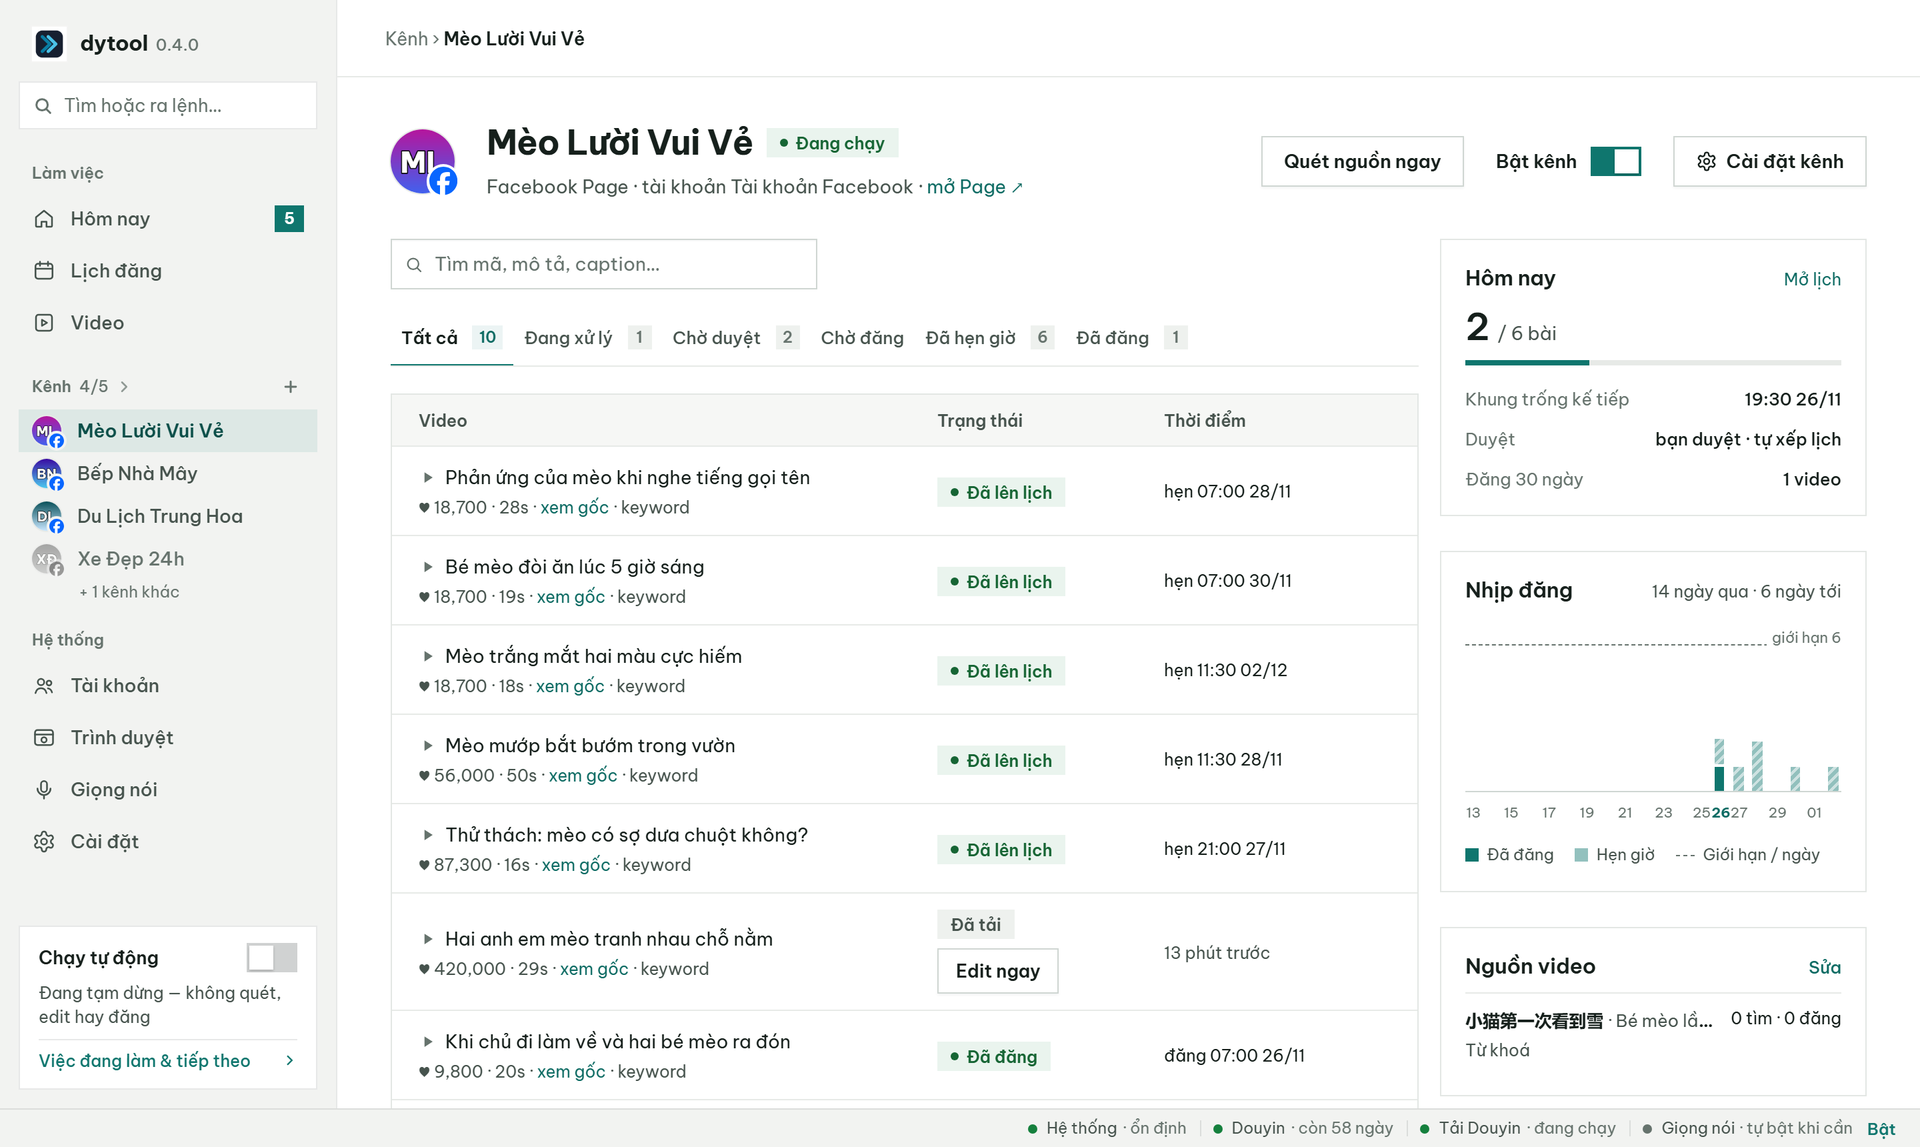 dytool 0.4.0
Tìm hoặc ra lệnh...
Làm việc
Hôm nay 5
Lịch đăng
Video
Kênh 4/5
Mèo Lười Vui Vẻ
Bếp Nhà Mây
Du Lịch Trung Hoa
Xe Đẹp 24h
+ 1 kênh khác
Hệ thống
Tài khoản
Trình duyệt
Giọng nói
Cài đặt
Chạy tự động
Đang tạm dừng — không quét,
edit hay đăng
Việc đang làm & tiếp theo
Kênh › Mèo Lười Vui Vẻ
Mèo Lười Vui Vẻ Đang chạy
Facebook Page · tài khoản Tài khoản Facebook · mở Page ↗
Quét nguồn ngay Bật kênh Cài đặt kênh
Tìm mã, mô tả, caption...
Tất cả 10 Đang xử lý 1 Chờ duyệt 2 Chờ đăng Đã hẹn giờ 6 Đã đăng 1
Video Trạng thái Thời điểm
Phản ứng của mèo khi nghe tiếng gọi tên
♥ 18,700 · 28s · xem gốc · keyword
Đã lên lịch
hẹn 07:00 28/11
Bé mèo đòi ăn lúc 5 giờ sáng
♥ 18,700 · 19s · xem gốc · keyword
Đã lên lịch
hẹn 07:00 30/11
Mèo trắng mắt hai màu cực hiếm
♥ 18,700 · 18s · xem gốc · keyword
Đã lên lịch
hẹn 11:30 02/12
Mèo mướp bắt bướm trong vườn
♥ 56,000 · 50s · xem gốc · keyword
Đã lên lịch
hẹn 11:30 28/11
Thử thách: mèo có sợ dưa chuột không?
♥ 87,300 · 16s · xem gốc · keyword
Đã lên lịch
hẹn 21:00 27/11
Hai anh em mèo tranh nhau chỗ nằm
♥ 420,000 · 29s · xem gốc · keyword
Đã tải
Edit ngay
13 phút trước
Khi chủ đi làm về và hai bé mèo ra đón
♥ 9,800 · 20s · xem gốc · keyword
Đã đăng
đăng 07:00 26/11
Hôm nay Mở lịch
2 / 6 bài
Khung trống kế tiếp 19:30 26/11
Duyệt bạn duyệt · tự xếp lịch
Đăng 30 ngày 1 video
Nhịp đăng 14 ngày qua · 6 ngày tới
giới hạn 6
13 15 17 19 21 23 25 26 27 29 01
Đã đăng Hẹn giờ Giới hạn / ngày
Nguồn video Sửa
小猫第一次看到雪 · Bé mèo lầ... 0 tìm · 0 đăng
Từ khoá
Hệ thống · ổn định Douyin · còn 58 ngày Tải Douyin · đang chạy Giọng nói · tự bật khi cần Bật